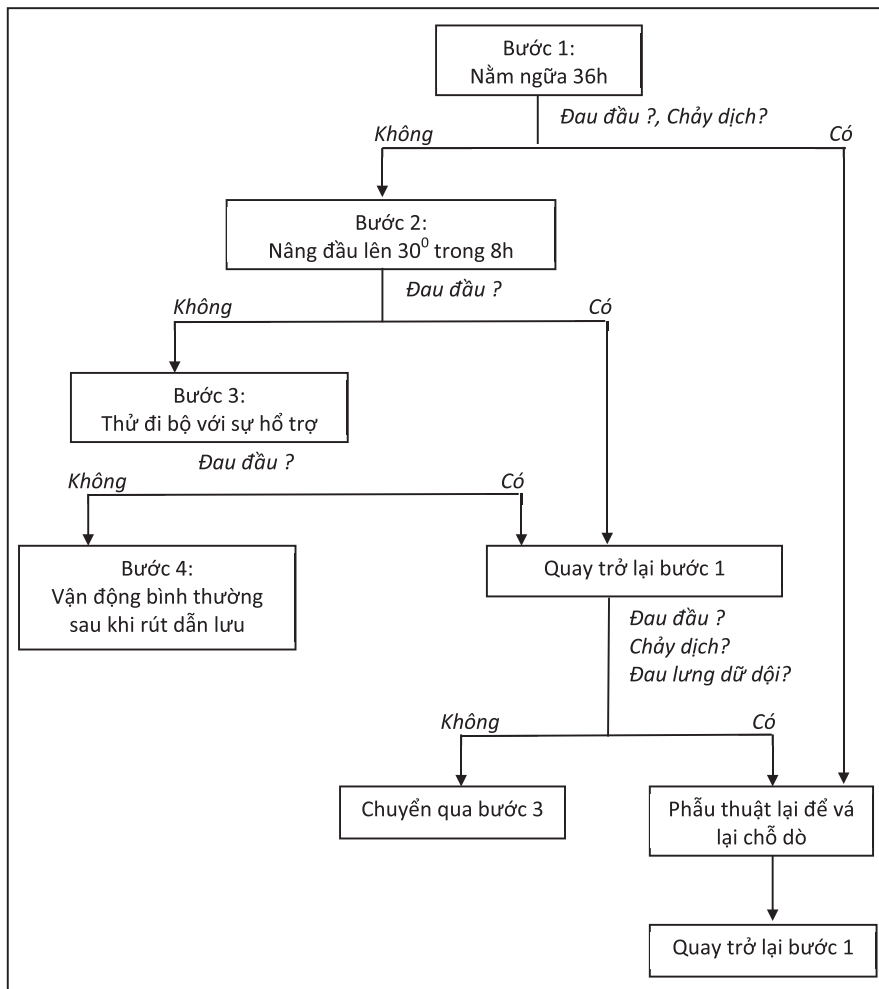 Bước 1:
Nằm ngữa 36h
Đau đầu ?, Chảy dịch?
Không
Có
Bước 2:
Nâng đầu lên 30⁰ trong 8h
Đau đầu ?
Không
Có
Bước 3:
Thử đi bộ với sự hổ trợ
Đau đầu ?
Không
Có
Bước 4:
Vận động bình thường
sau khi rút dẫn lưu
Quay trở lại bước 1
Đau đầu ?
Chảy dịch?
Đau lưng dữ dội?
Không
Có
Chuyển qua bước 3
Phẫu thuật lại để vá
lại chỗ dò
Quay trở lại bước 1